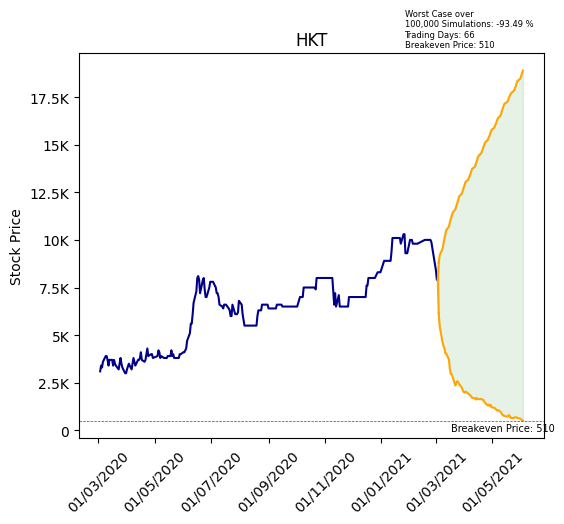 Worst Case over
100,000 Simulations: -93.49 %
Trading Days: 66
Breakeven Price: 510
HKT
Stock Price
17.5K
15K
12.5K
10K
7.5K
5K
2.5K
0
Breakeven Price: 510
01/03/2020
01/05/2020
01/07/2020
01/09/2020
01/11/2020
01/01/2021
01/03/2021
01/05/2021